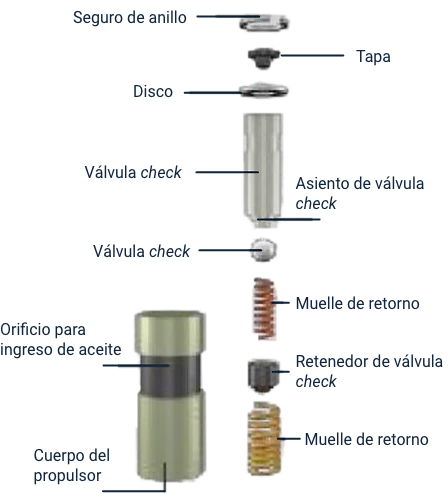 Seguro de anillo
Tapa
Disco
Válvula check
Asiento de válvula
check
Válvula check
Muelle de retorno
Orificio para
ingreso de aceite
Retenedor de válvula
check
Muelle de retorno
Cuerpo del
propulsor